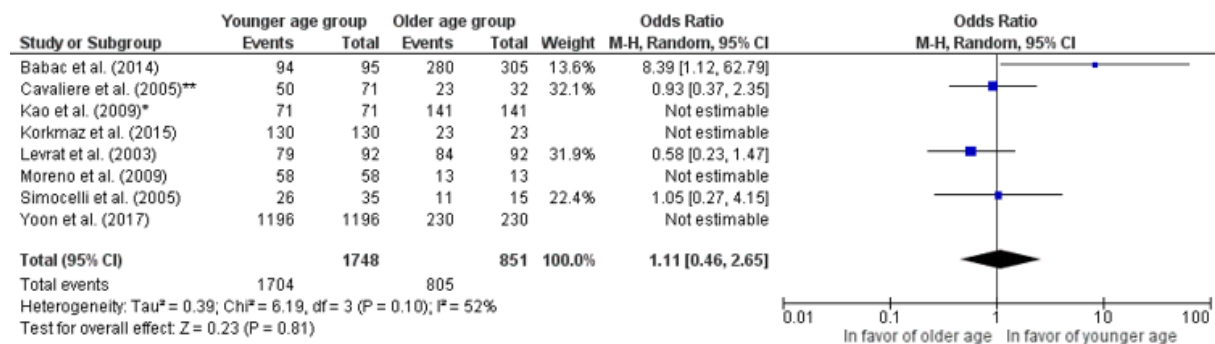 Younger age group Older age group Odds Ratio Odds Ratio
Study or Subgroup Events Total Events Total Weight M-H, Random, 95% CI M-H, Random, 95% CI
Babac et al. (2014) 94 95 280 305 13.6% 8.39 [1.12, 62.79]
Cavaliere et al. (2005)** 50 71 23 32 32.1% 0.93 [0.37, 2.35]
Kao et al. (2009)* 71 71 141 141 Not estimable
Korkmaz et al. (2015) 130 130 23 23 Not estimable
Levrat et al. (2003) 79 92 84 92 31.9% 0.58 [0.23, 1.47]
Moreno et al. (2009) 58 58 13 13 Not estimable
Simocelli et al. (2005) 26 35 11 15 22.4% 1.05 [0.27, 4.15]
Yoon et al. (2017) 1196 1196 230 230 Not estimable
Total (95% CI) 1748 851 100.0% 1.11 [0.46, 2.65]
Total events 1704 805
Heterogeneity: Tau² = 0.39; Chi² = 6.19, df = 3 (P = 0.10); I² = 52%
Test for overall effect: Z = 0.23 (P = 0.81)
0.01 0.1 1 10 100
In favor of older age In favor of younger age